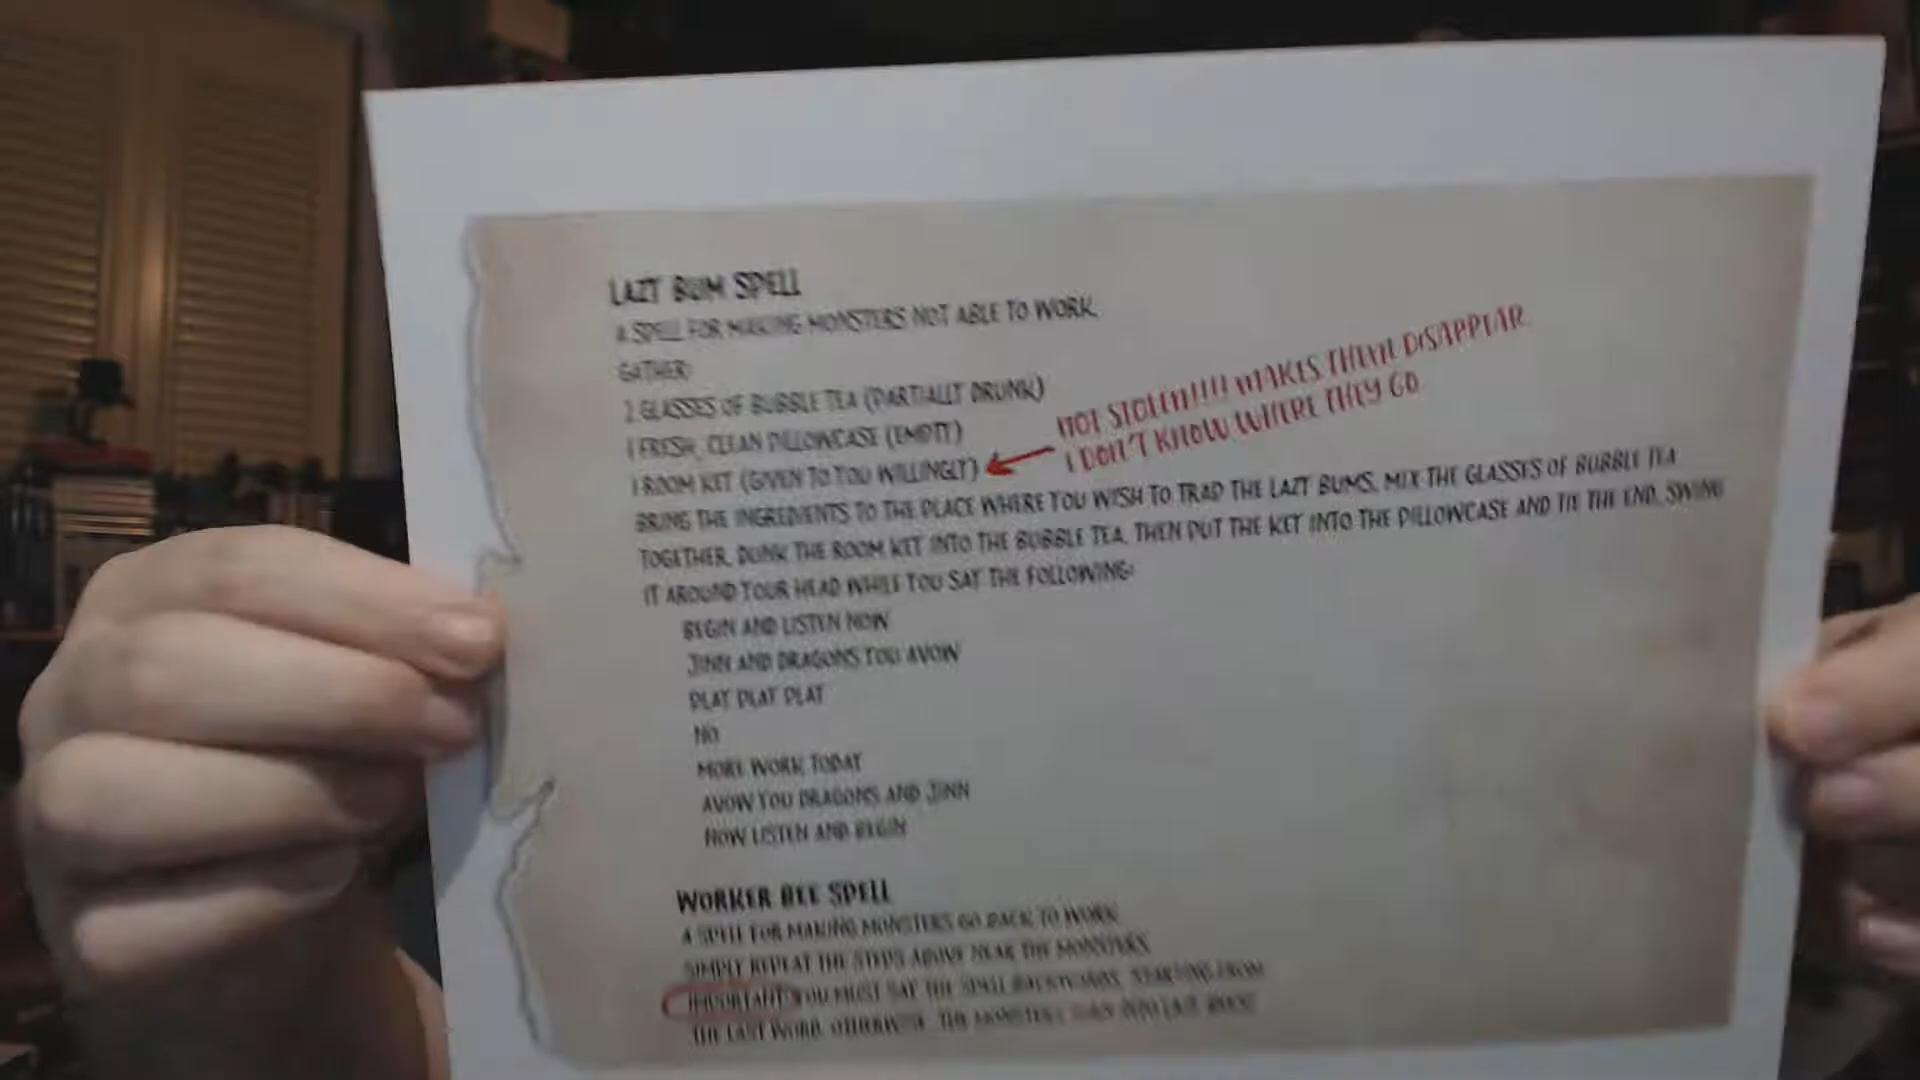 LAZY BUM SPELL
A SPELL FOR MAKING MONSTERS NOT ABLE TO WORK.
GATHER:
2 GLASSES OF BUBBLE TEA (PARTIALLY DRUNK)
1 FRESH, CLEAN PILLOWCASE (EMPTY)
1 ROOM KEY (GIVEN TO YOU WILLINGLY)
NOT STOLEN!!!! MAKES THEM DISAPPEAR.
I DON'T KNOW WHERE THEY GO
BRING THE INGREDIENTS TO THE PLACE WHERE YOU WISH TO TRAP THE LAZY BUMS. MIX THE GLASSES OF BUBBLE TEA
TOGETHER. DUNK THE ROOM KEY INTO THE BUBBLE TEA. THEN PUT THE KEY INTO THE PILLOWCASE AND TIE THE END. SWING
IT AROUND YOUR HEAD WHILE YOU SAY THE FOLLOWING:
BEGIN AND LISTEN NOW
JINN AND DRAGONS YOU AVOW
PLAY PLAY PLAY
NO
MORE WORK TODAY
AVOW YOU DRAGONS AND JINN
NOW LISTEN AND BEGIN
WORKER BEE SPELL
A SPELL FOR MAKING MONSTERS GO BACK TO WORK
SIMPLY REPEAT THE STEPS ABOVE NEAR THE MONSTERS.
IMPORTANT: YOU MUST SAY THE SPELL BACKWARDS, STARTING FROM
THE LAST WORD. OTHERWISE, THE MONSTERS TURN INTO